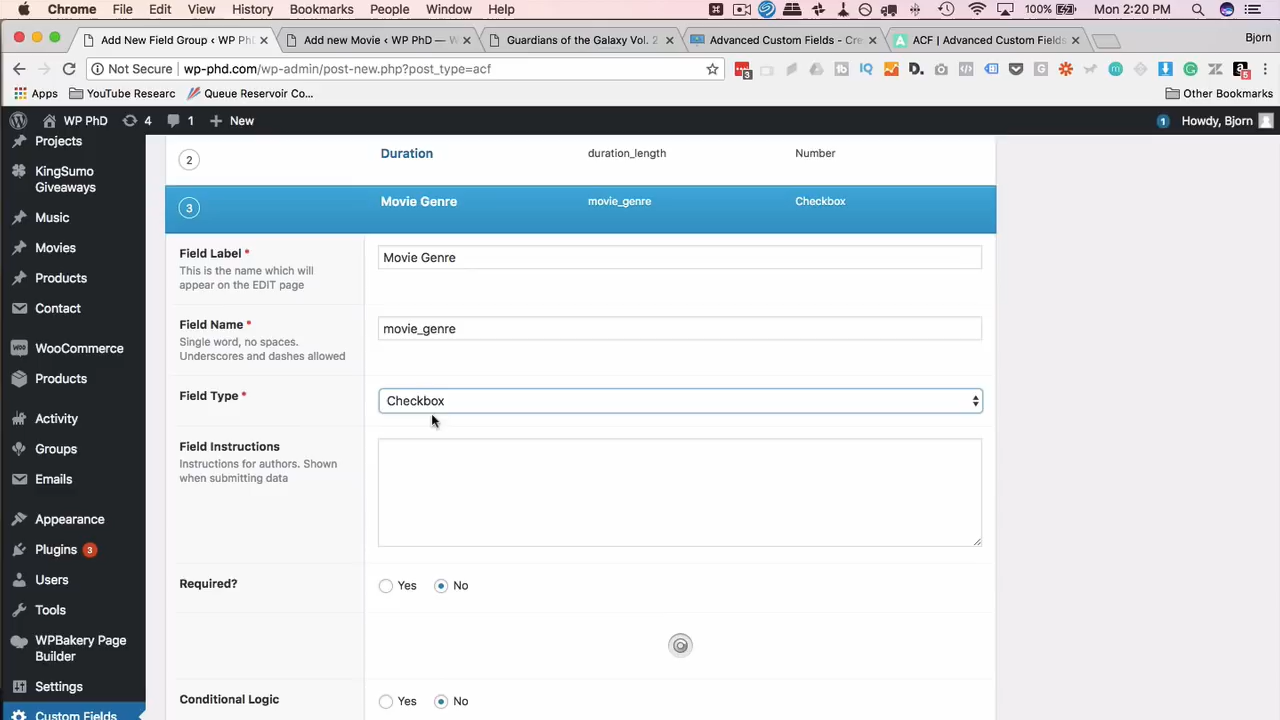 Chrome File Edit View History Bookmarks People Window Help 100% Mon 2:20 PM
Add New Field Group ‹ WP PhD Add new Movie ‹ WP PhD — Guardians of the Galaxy Vol. 2 Advanced Custom Fields - Cre ACF | Advanced Custom Fields Bjorn
Not Secure wp-phd.com/wp-admin/post-new.php?post_type=acf
Apps YouTube Researc Queue Reservoir Co... Other Bookmarks
WP PhD 4 1 New 1 Howdy, Bjorn
Projects
KingSumo
Giveaways
Music
Movies
Products
Contact
WooCommerce
Products
Activity
Groups
Emails
Appearance
Plugins 3
Users
Tools
WPBakery Page
Builder
Settings
Custom Fields
2 Duration duration_length Number
3 Movie Genre movie_genre Checkbox
Field Label *
This is the name which will
appear on the EDIT page
Movie Genre
Field Name *
Single word, no spaces.
Underscores and dashes allowed
movie_genre
Field Type *
Checkbox
Field Instructions
Instructions for authors. Shown
when submitting data
Required?
Yes No
Conditional Logic
Yes No